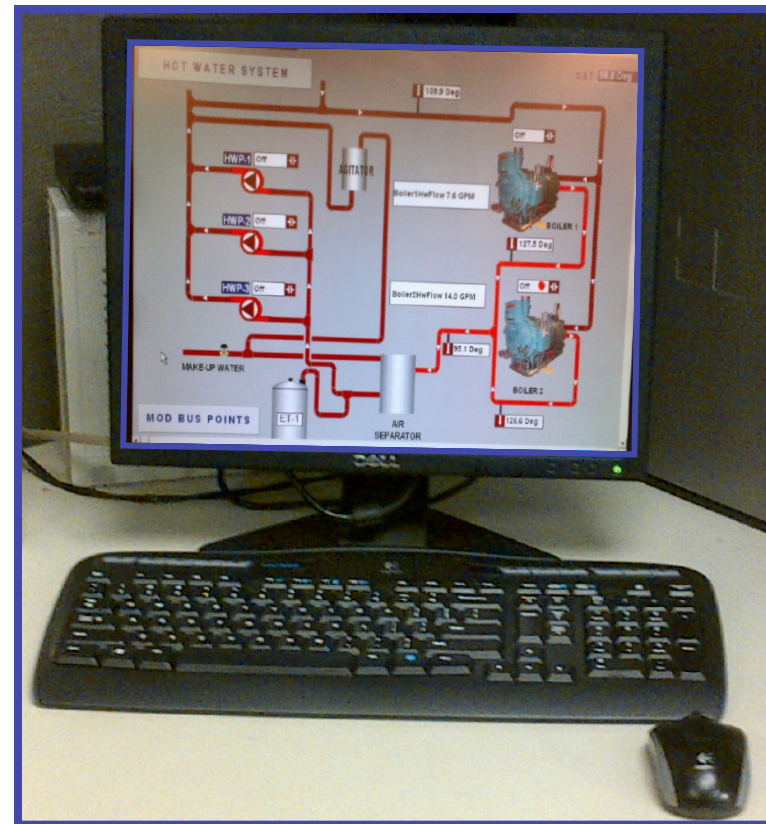 HOT WATER SYSTEM
OAT
109.9 Deg
Off
HWP-1 Off
AGITATOR
Boiler1HwFlow 7.6 GPM
BOILER 1
HWP-2 Off
127.5 Deg
HWP-3 Off
Boiler2HwFlow 14.0 GPM
Off
95.1 Deg
MAKE-UP WATER
BOILER 2
MOD BUS POINTS
ET-1
AIR
SEPARATOR
126.6 Deg
DELL